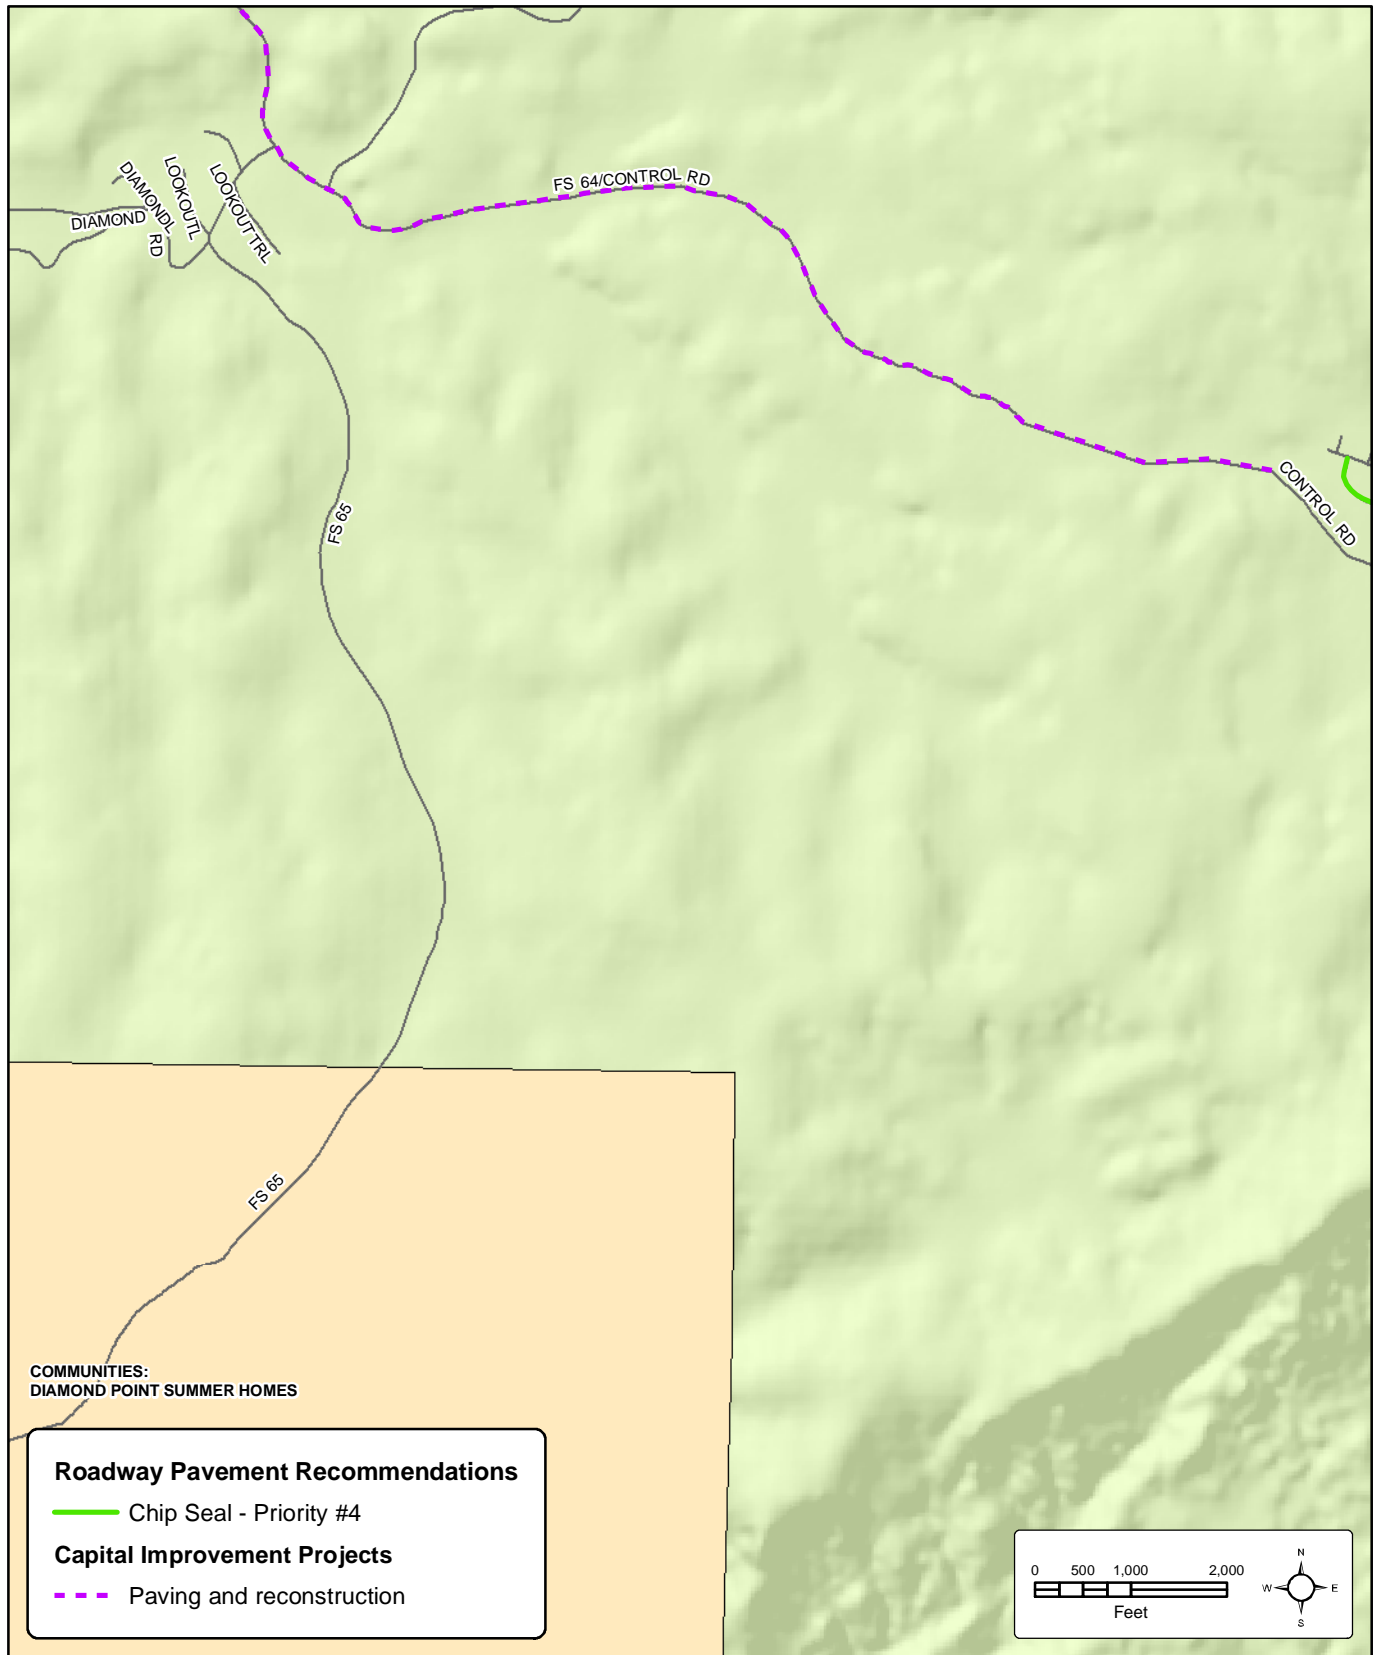 FS 64/CONTROL RD
LOOKOUTL
DIAMONDL
LOOKOUT TRL
DIAMOND
RD
CONTROL RD
FS 65
FS 65
COMMUNITIES:
DIAMOND POINT SUMMER HOMES
Roadway Pavement Recommendations
Chip Seal - Priority #4
Capital Improvement Projects
Paving and reconstruction
0 500 1,000 2,000
Feet
N
W E
S